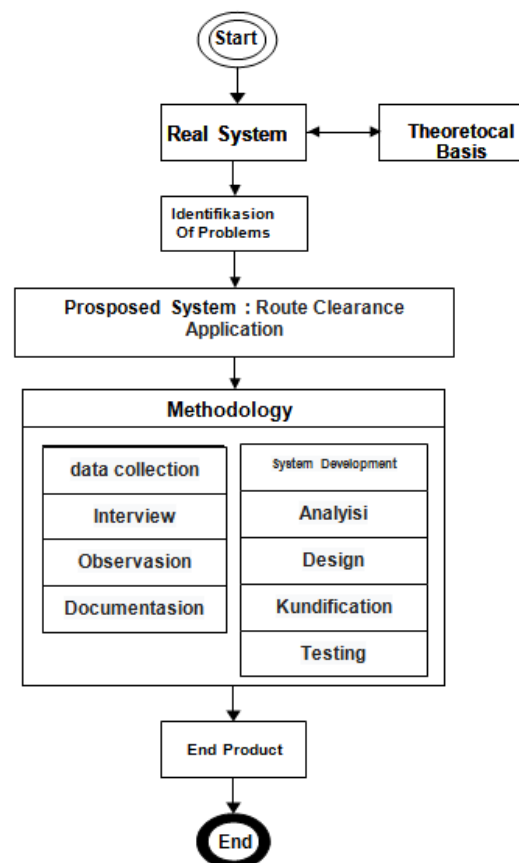 Start
Real System
Theoretocal
Basis
Identifikasion
Of Problems
Prosposed System : Route Clearance
Application
Methodology
data collection
Interview
Observasion
Documentasion
System Development
Analyisi
Design
Kundification
Testing
End Product
End